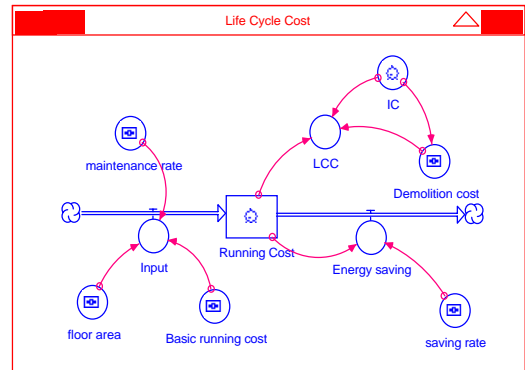 Life Cycle Cost
IC
maintenance rate
LCC
Demolition cost
Running Cost
Input
Energy saving
floor area
Basic running cost
saving rate